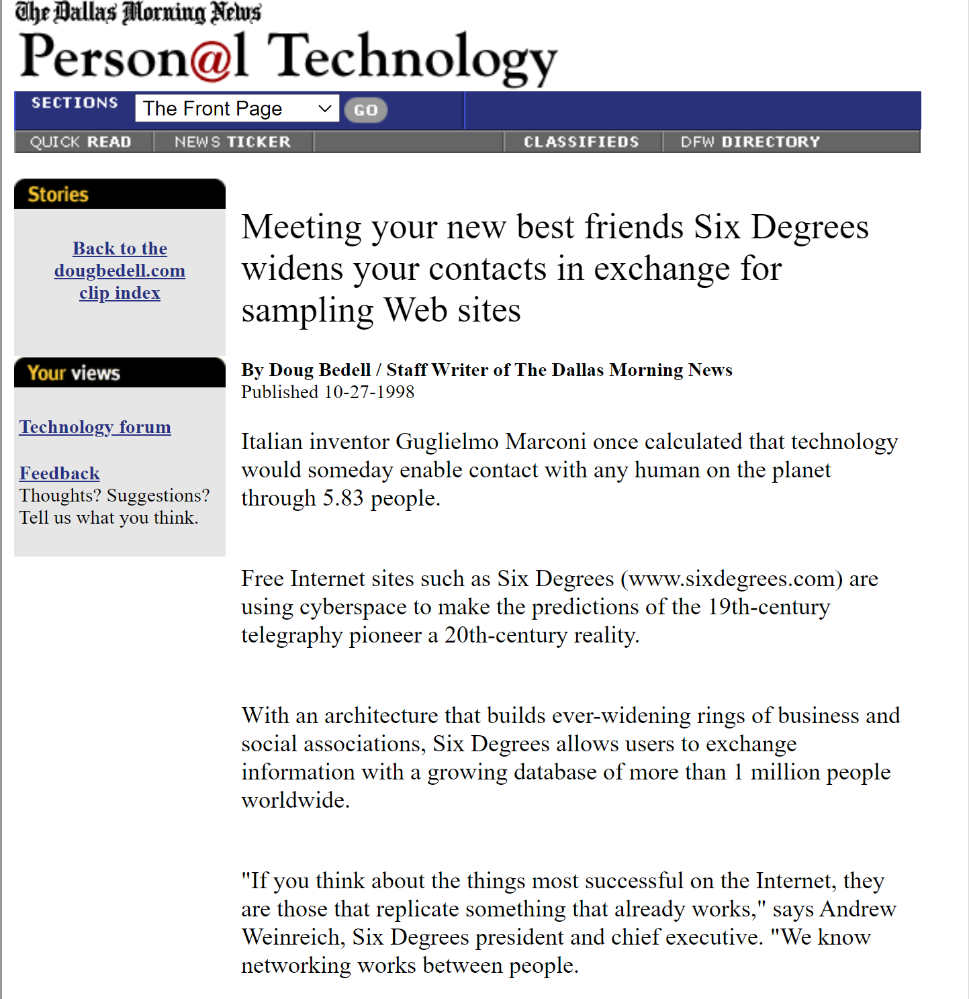 The Dallas Morning News
Person@l Technology
SECTIONS The Front Page GO
QUICK READ NEWS TICKER CLASSIFIEDS DFW DIRECTORY
Stories
Back to the
dougbedell.com
clip index
Your views
Technology forum
Feedback
Thoughts? Suggestions?
Tell us what you think.
Meeting your new best friends Six Degrees
widens your contacts in exchange for
sampling Web sites
By Doug Bedell / Staff Writer of The Dallas Morning News
Published 10-27-1998
Italian inventor Guglielmo Marconi once calculated that technology
would someday enable contact with any human on the planet
through 5.83 people.
Free Internet sites such as Six Degrees (www.sixdegrees.com) are
using cyberspace to make the predictions of the 19th-century
telegraphy pioneer a 20th-century reality.
With an architecture that builds ever-widening rings of business and
social associations, Six Degrees allows users to exchange
information with a growing database of more than 1 million people
worldwide.
"If you think about the things most successful on the Internet, they
are those that replicate something that already works," says Andrew
Weinreich, Six Degrees president and chief executive. "We know
networking works between people.